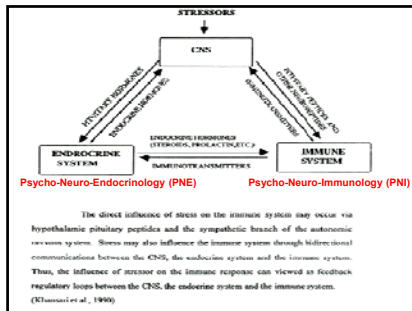 STRESSORS
CNS
PITUITARY HORMONES
ENDOCRINE HORMONES
ENDOCRINE HORMONES
(STEROIDS, PROLACTIN, ETC.)
IMMUNOTRANSMITTERS
ENDROCRINE
SYSTEM
IMMUNE
SYSTEM
Psycho-Neuro-Endocrinology (PNE)
Psycho-Neuro-Immunology (PNI)
The direct influence of stress on the immune system may occur via
hypothalamic pituitary peptides and the sympathetic branch of the autonomic
nervous system. Stress may also influence the immune system through bidirectional
communications between the CNS, the endocrine system and the immune system.
Thus, the influence of stressor on the immune response can viewed as feedback
regulatory loops between the CNS, the endocrine system and the immune system.
(Khansari et al., 1990)